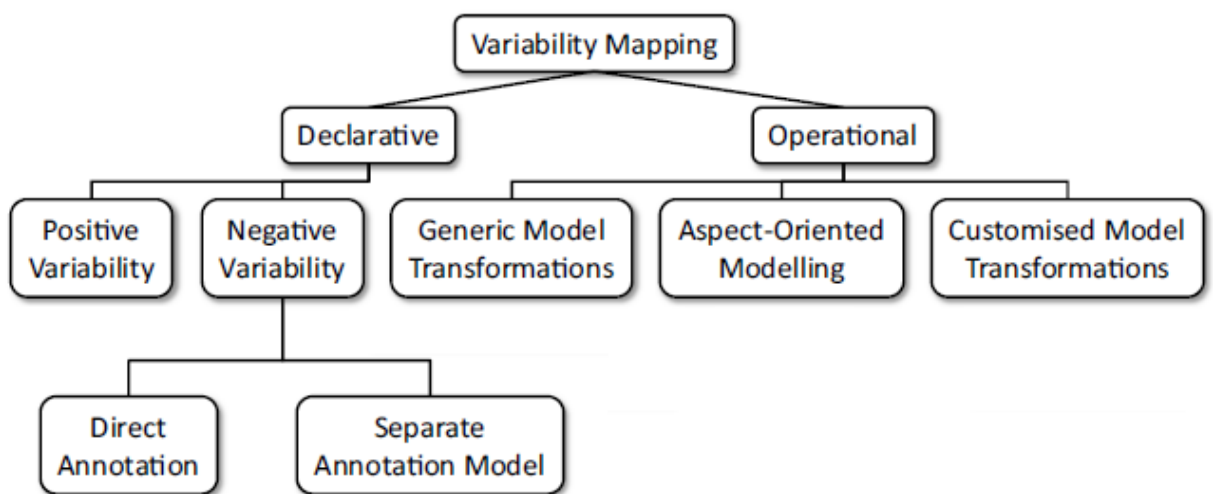 Variability Mapping
Declarative
Operational
Positive
Variability
Negative
Variability
Generic Model
Transformations
Aspect-Oriented
Modelling
Customised Model
Transformations
Direct
Annotation
Separate
Annotation Model